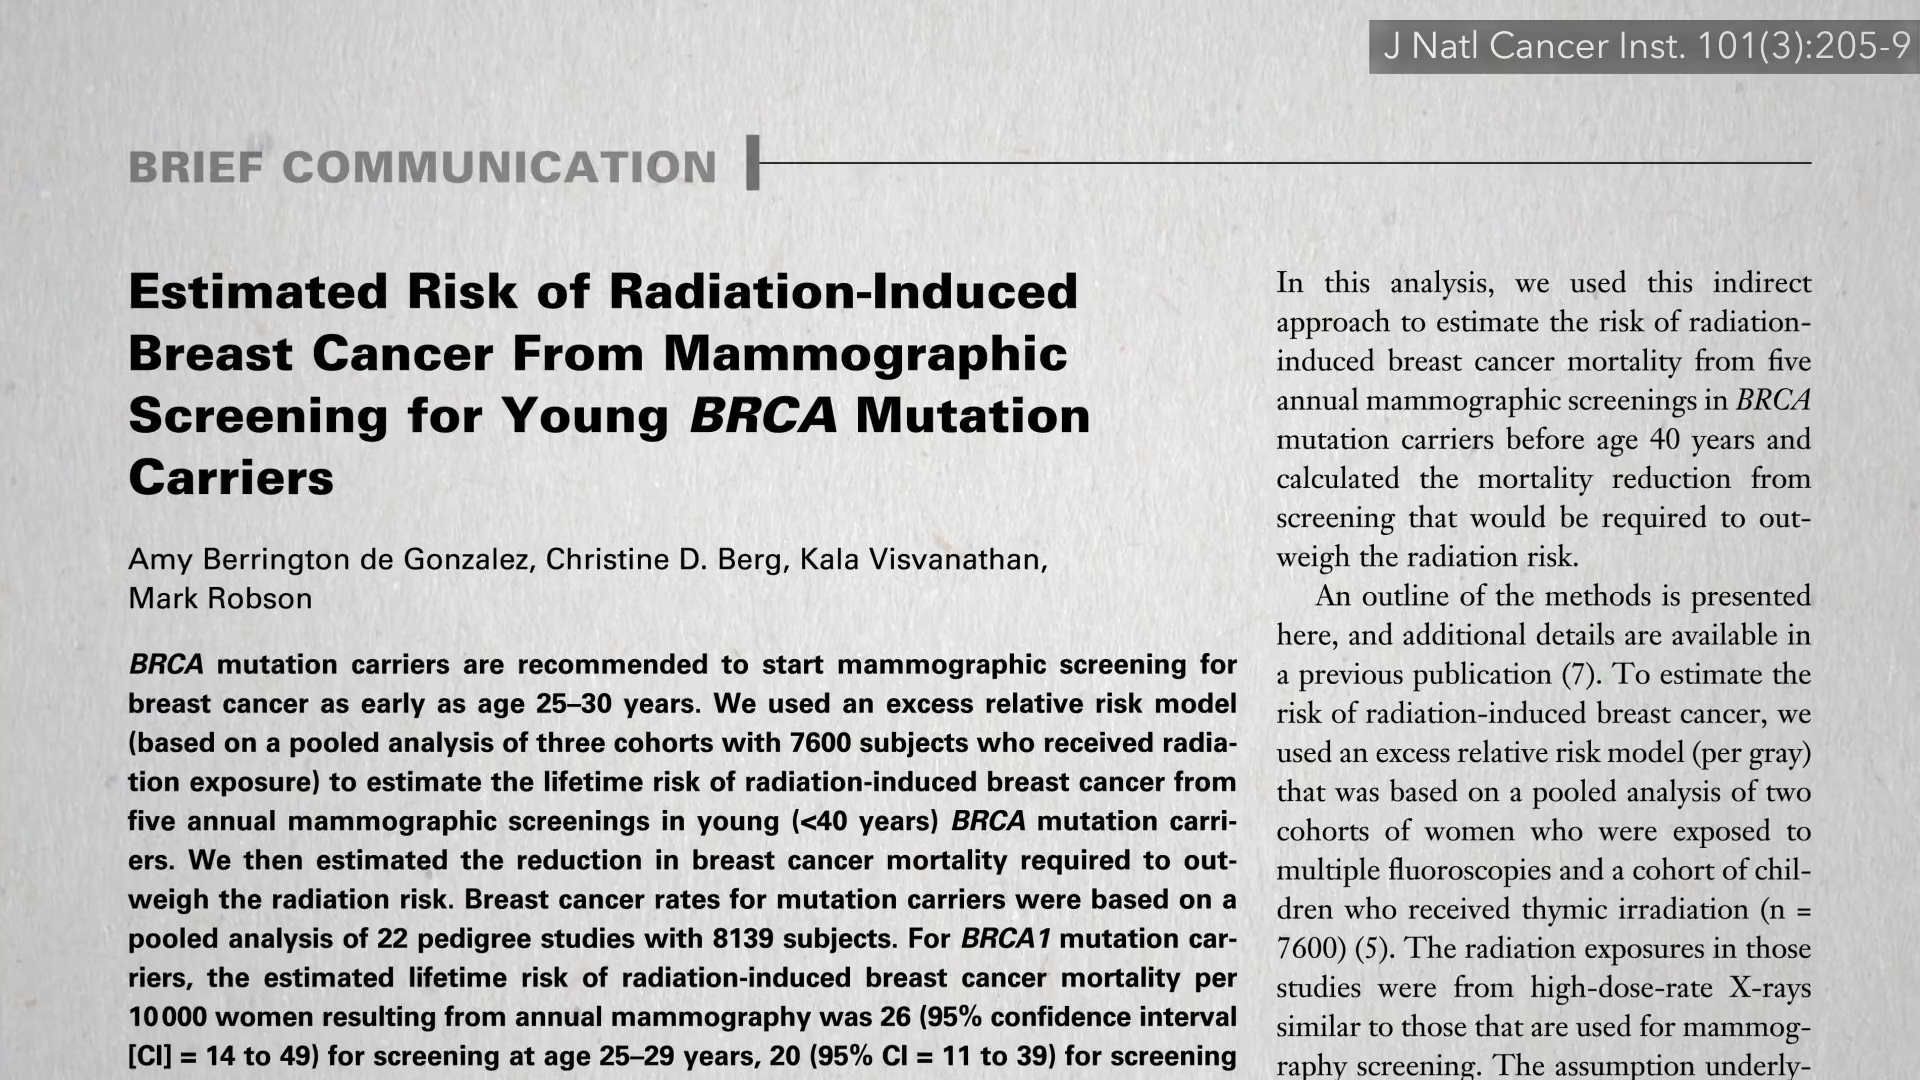 J Natl Cancer Inst. 101(3):205-9
BRIEF COMMUNICATION
Estimated Risk of Radiation-Induced
Breast Cancer From Mammographic
Screening for Young BRCA Mutation
Carriers
Amy Berrington de Gonzalez, Christine D. Berg, Kala Visvanathan,
Mark Robson
BRCA mutation carriers are recommended to start mammographic screening for
breast cancer as early as age 25–30 years. We used an excess relative risk model
(based on a pooled analysis of three cohorts with 7600 subjects who received radia-
tion exposure) to estimate the lifetime risk of radiation-induced breast cancer from
five annual mammographic screenings in young (<40 years) BRCA mutation carri-
ers. We then estimated the reduction in breast cancer mortality required to out-
weigh the radiation risk. Breast cancer rates for mutation carriers were based on a
pooled analysis of 22 pedigree studies with 8139 subjects. For BRCA1 mutation car-
riers, the estimated lifetime risk of radiation-induced breast cancer mortality per
10 000 women resulting from annual mammography was 26 (95% confidence interval
[CI] = 14 to 49) for screening at age 25–29 years, 20 (95% CI = 11 to 39) for screening
In this analysis, we used this indirect
approach to estimate the risk of radiation-
induced breast cancer mortality from five
annual mammographic screenings in BRCA
mutation carriers before age 40 years and
calculated the mortality reduction from
screening that would be required to out-
weigh the radiation risk.
An outline of the methods is presented
here, and additional details are available in
a previous publication (7). To estimate the
risk of radiation-induced breast cancer, we
used an excess relative risk model (per gray)
that was based on a pooled analysis of two
cohorts of women who were exposed to
multiple fluoroscopies and a cohort of chil-
dren who received thymic irradiation (n =
7600) (5). The radiation exposures in those
studies were from high-dose-rate X-rays
similar to those that are used for mammog-
raphy screening. The assumption underly-